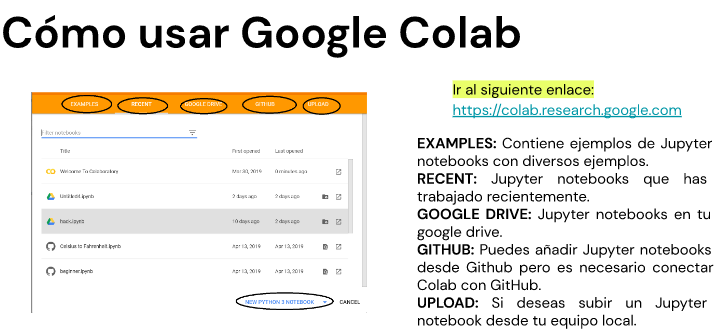 Cómo usar Google Colab
Ir al siguiente enlace:
https://colab.research.google.com
EXAMPLES RECENT GOOGLE DRIVE GITHUB UPLOAD
Filter notebooks
Title First opened Last opened
Welcome To Colaboratory Mar 30, 2019 0 minutes ago
Untitled1.ipynb 2 days ago 2 days ago
hack.ipynb 10 days ago 2 days ago
Celsius to Fahrenheit.ipynb Apr 13, 2019 Apr 13, 2019
beginner.ipynb Apr 13, 2019 Apr 13, 2019
NEW PYTHON 3 NOTEBOOK CANCEL
EXAMPLES: Contiene ejemplos de Jupyter
notebooks con diversos ejemplos.
RECENT: Jupyter notebooks que has
trabajado recientemente.
GOOGLE DRIVE: Jupyter notebooks en tu
google drive.
GITHUB: Puedes añadir Jupyter notebooks
desde Github pero es necesario conectar
Colab con GitHub.
UPLOAD: Si deseas subir un Jupyter
notebook desde tu equipo local.